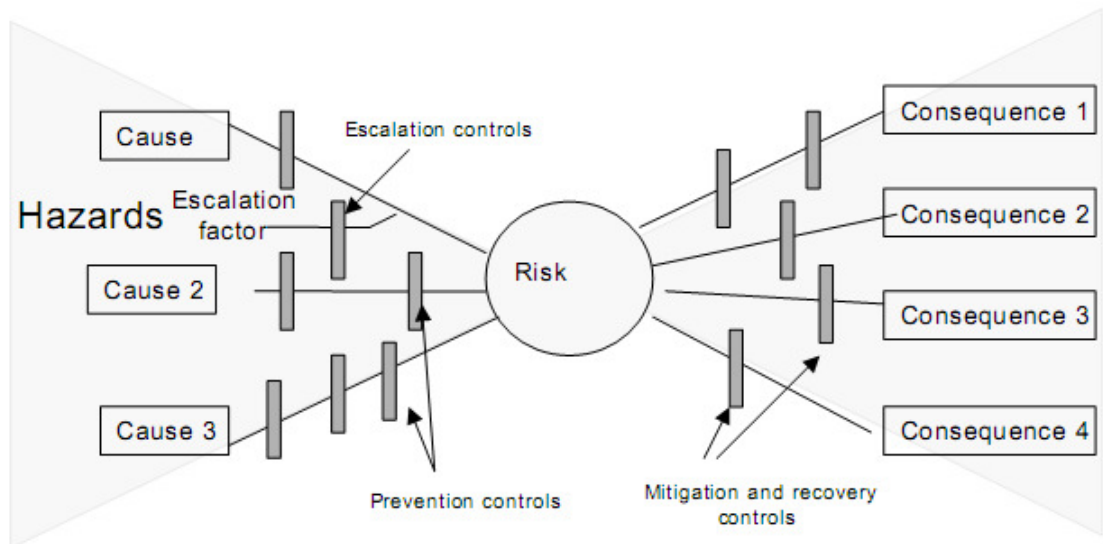 Consequence 1
Cause
Escalation controls
Hazards
Escalation
factor
Consequence 2
Risk
Cause 2
Consequence 3
Cause 3
Consequence 4
Prevention controls
Mitigation and recovery
controls